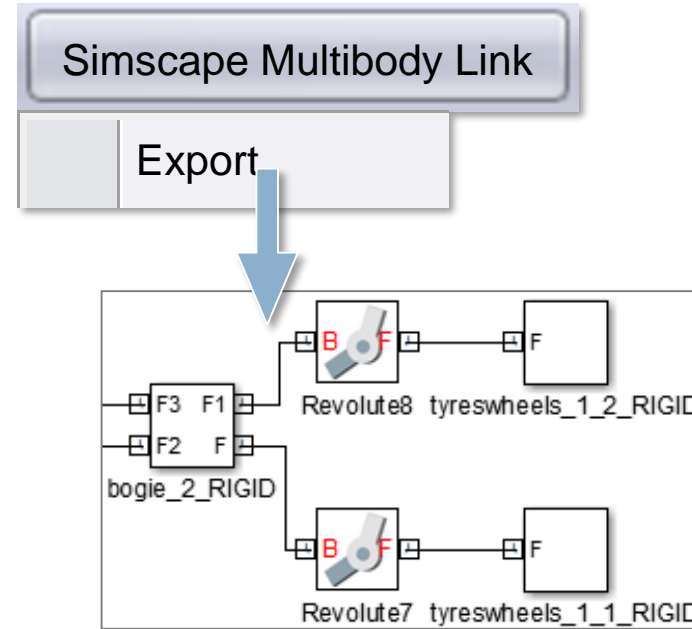 Simscape Multibody Link
Export
B F
F
F3 F1
Revolute8 tyreswheels_1_2_RIGID
F2 F
bogie_2_RIGID
B F
F
Revolute7 tyreswheels_1_1_RIGID